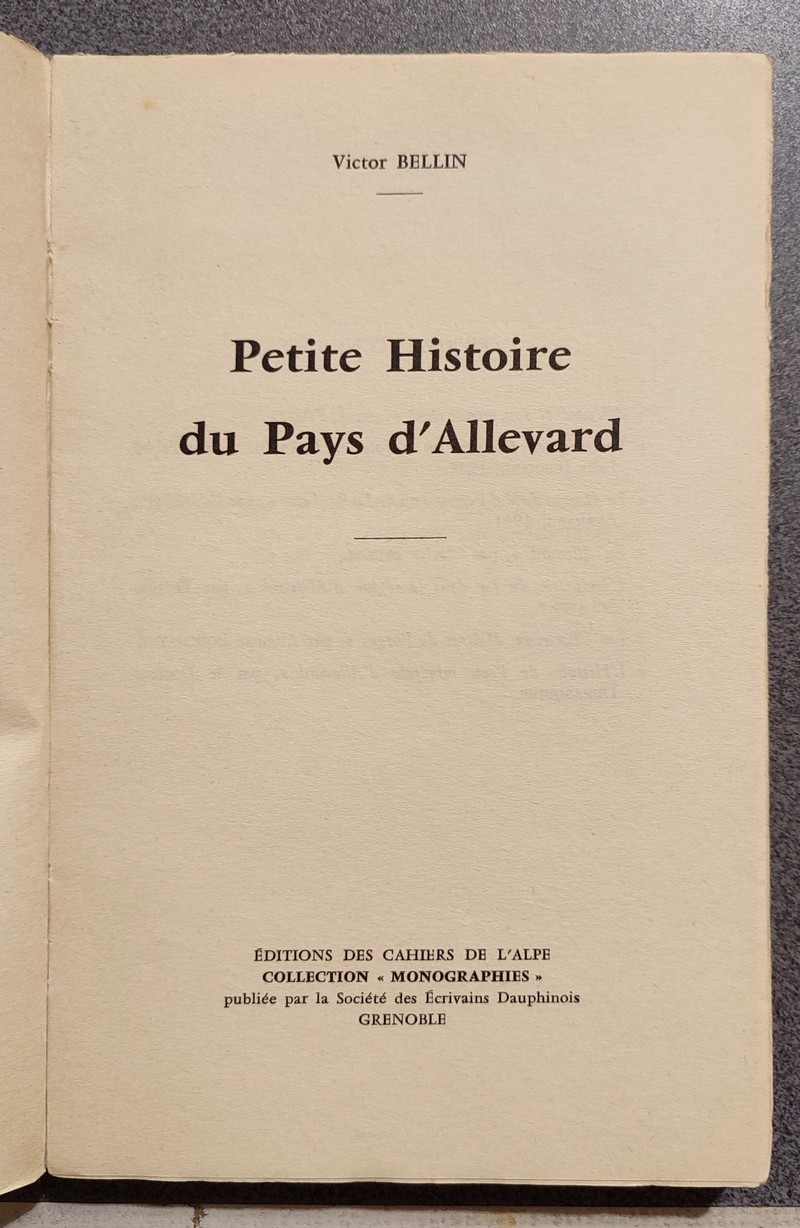 Victor BELLIN
Petite Histoire
du Pays d'Allevard
ÉDITIONS DES CAHIERS DE L'ALPE
COLLECTION « MONOGRAPHIES »
publiée par la Société des Écrivains Dauphinois
GRENOBLE